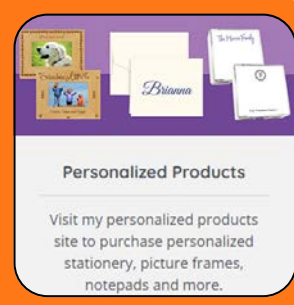 The Morris Family
Brianna
Personalized Products
Visit my personalized products
site to purchase personalized
stationery, picture frames,
notepads and more.